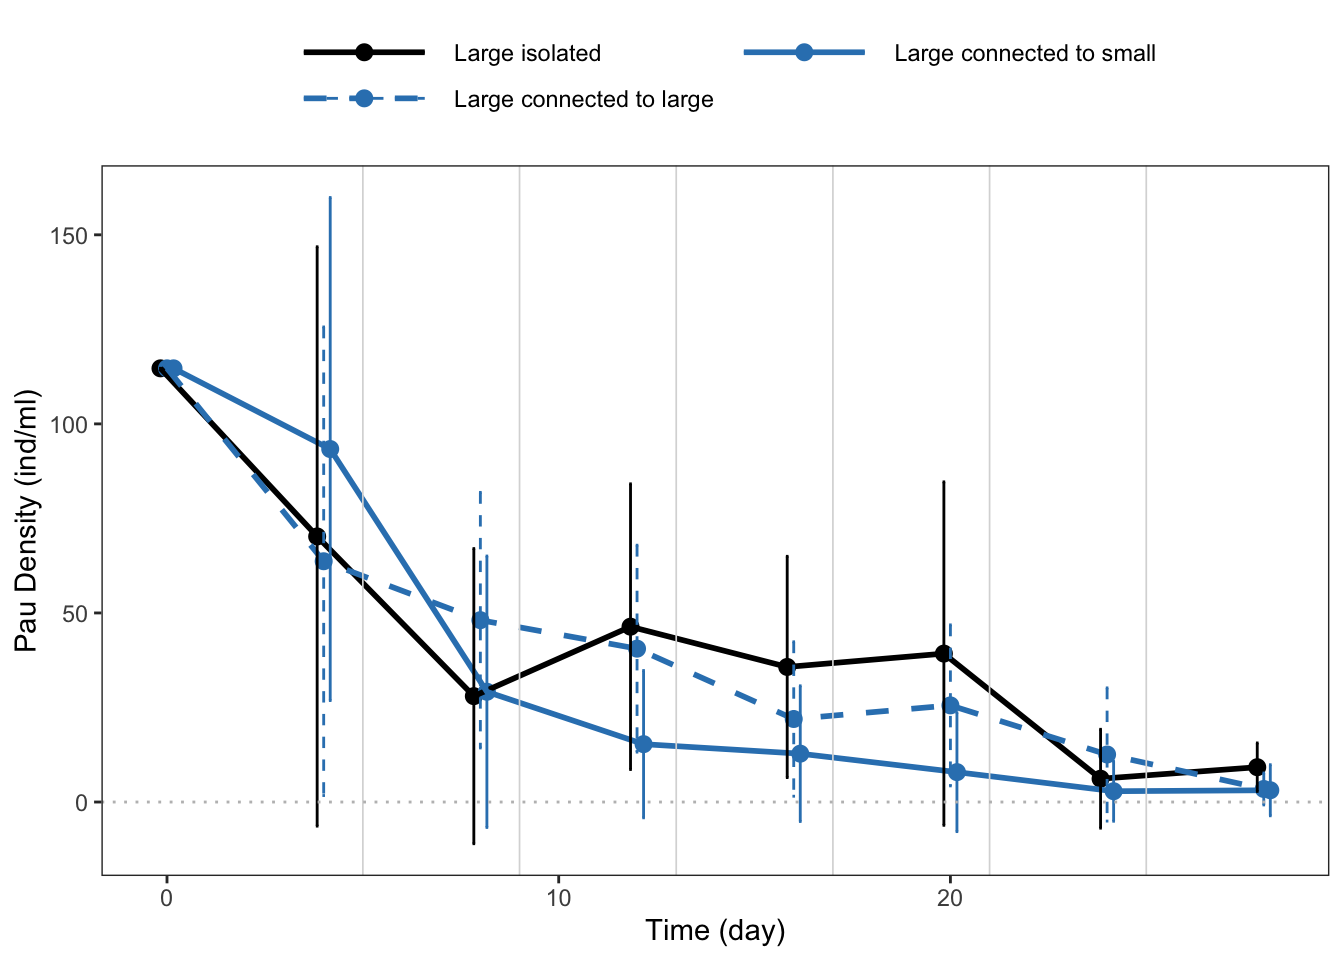 Large isolated
Large connected to small
Large connected to large
150
100
50
0
Pau Density (ind/ml)
0
10
20
Time (day)